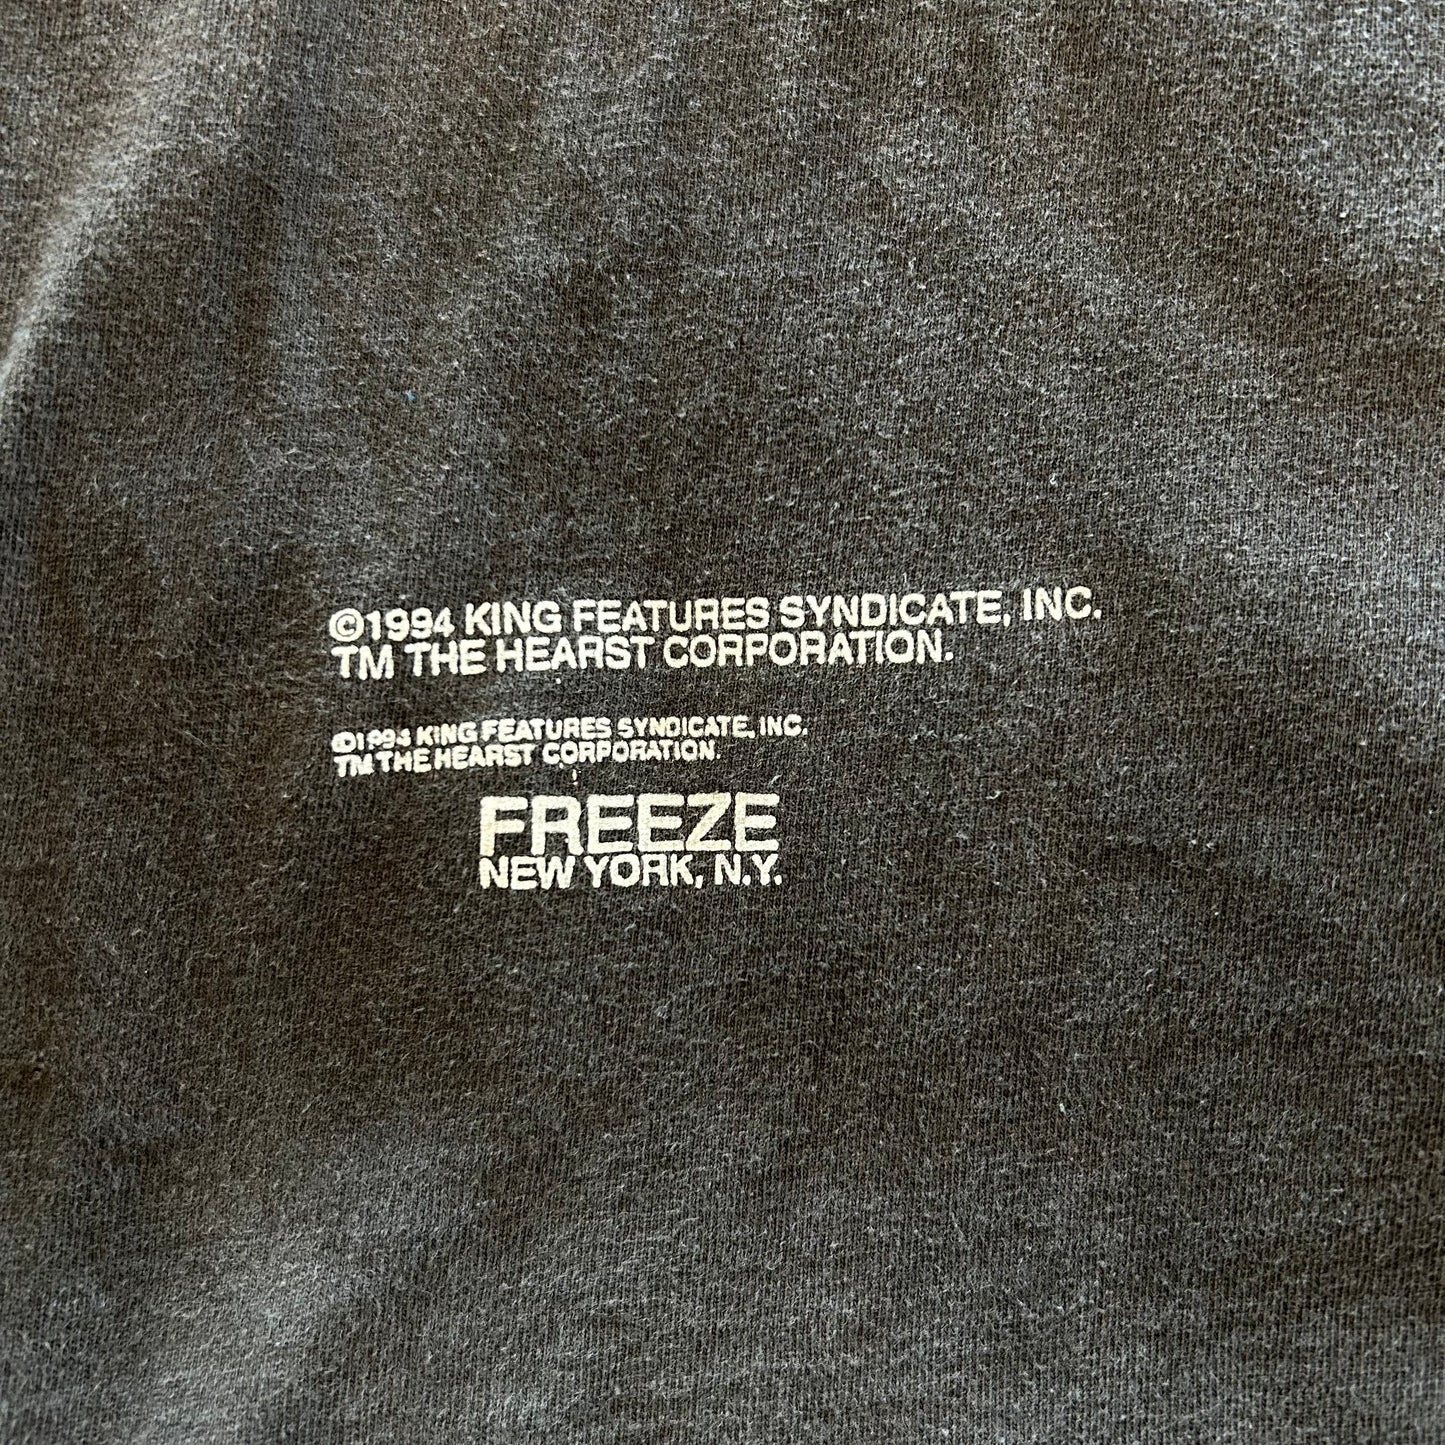 ©1994 KING FEATURES SYNDICATE, INC.
TM THE HEARST CORPORATION.
©1994 KING FEATURES SYNDICATE, INC.
TM THE HEARST CORPORATION.
FREEZE
NEW YORK, N.Y.